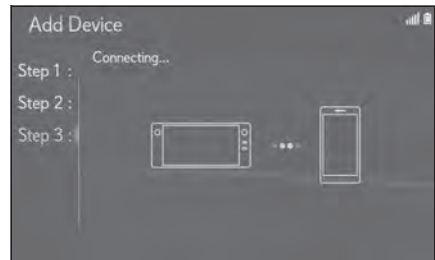 Add Device
Connecting...
Step 1 :
Step 2 :
Step 3 :